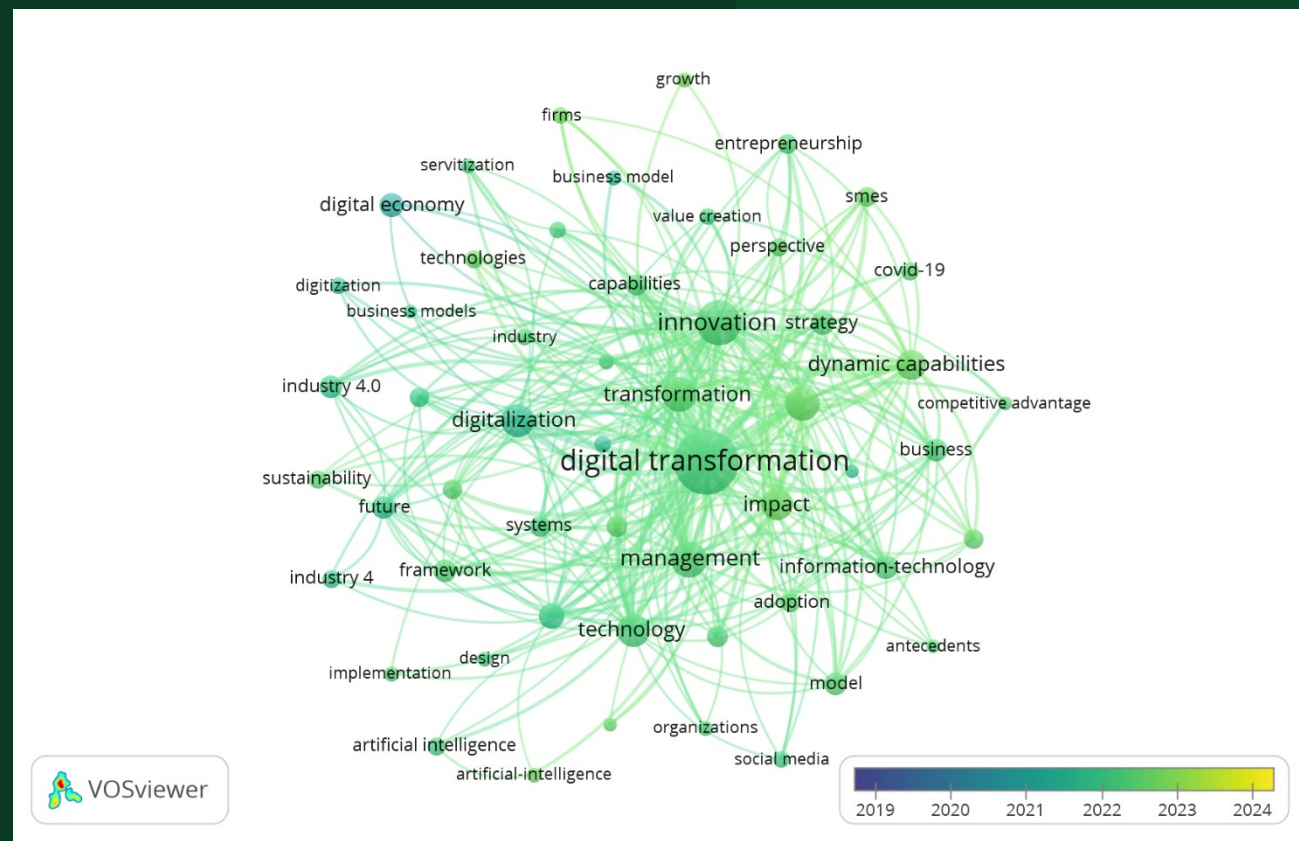 growth
firms
entrepreneurship
servitization
business model
smes
digital economy
value creation
perspective
technologies
covid-19
capabilities
digitization
business models
innovation
strategy
industry
dynamic capabilities
industry 4.0
transformation
competitive advantage
digitalization
business
digital transformation
sustainability
impact
future
systems
management
information-technology
industry 4
framework
adoption
technology
antecedents
design
implementation
model
organizations
artificial intelligence
social media
artificial-intelligence
VOSviewer
2019 2020 2021 2022 2023 2024